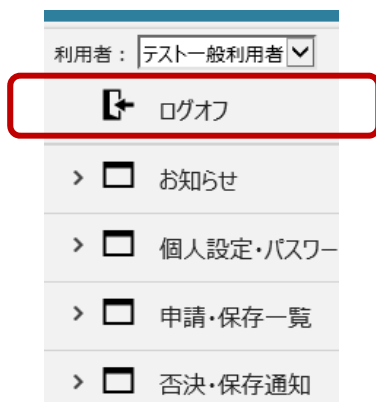 利用者： テスト一般利用者
ログオフ
お知らせ
個人設定・パスワー
申請・保存一覧
否決・保存通知